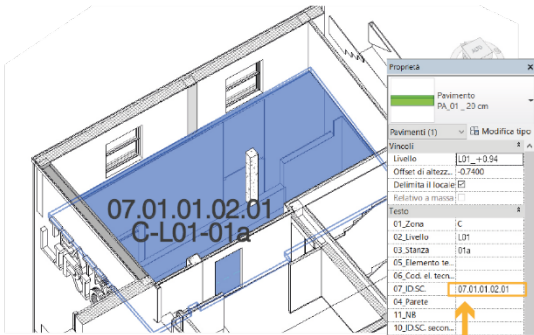 07.01.01.02.01
C-L01-01a
Proprietà x
Pavimento
PA_01 _ 20 cm
Pavimenti (1) Modifica tipo
Vincoli
Livello L01_+0.94
Offset di altezz... -0.7400
Delimita il locale
Relativo a massa
Testo
01_Zona C
02_Livello L01
03_Stanza 01a
05_Elemento te...
06_Cod. el. tecn...
07_ID.SC. 07.01.01.02.01
04_Parete
11_NB
10_ID.SC. secon...